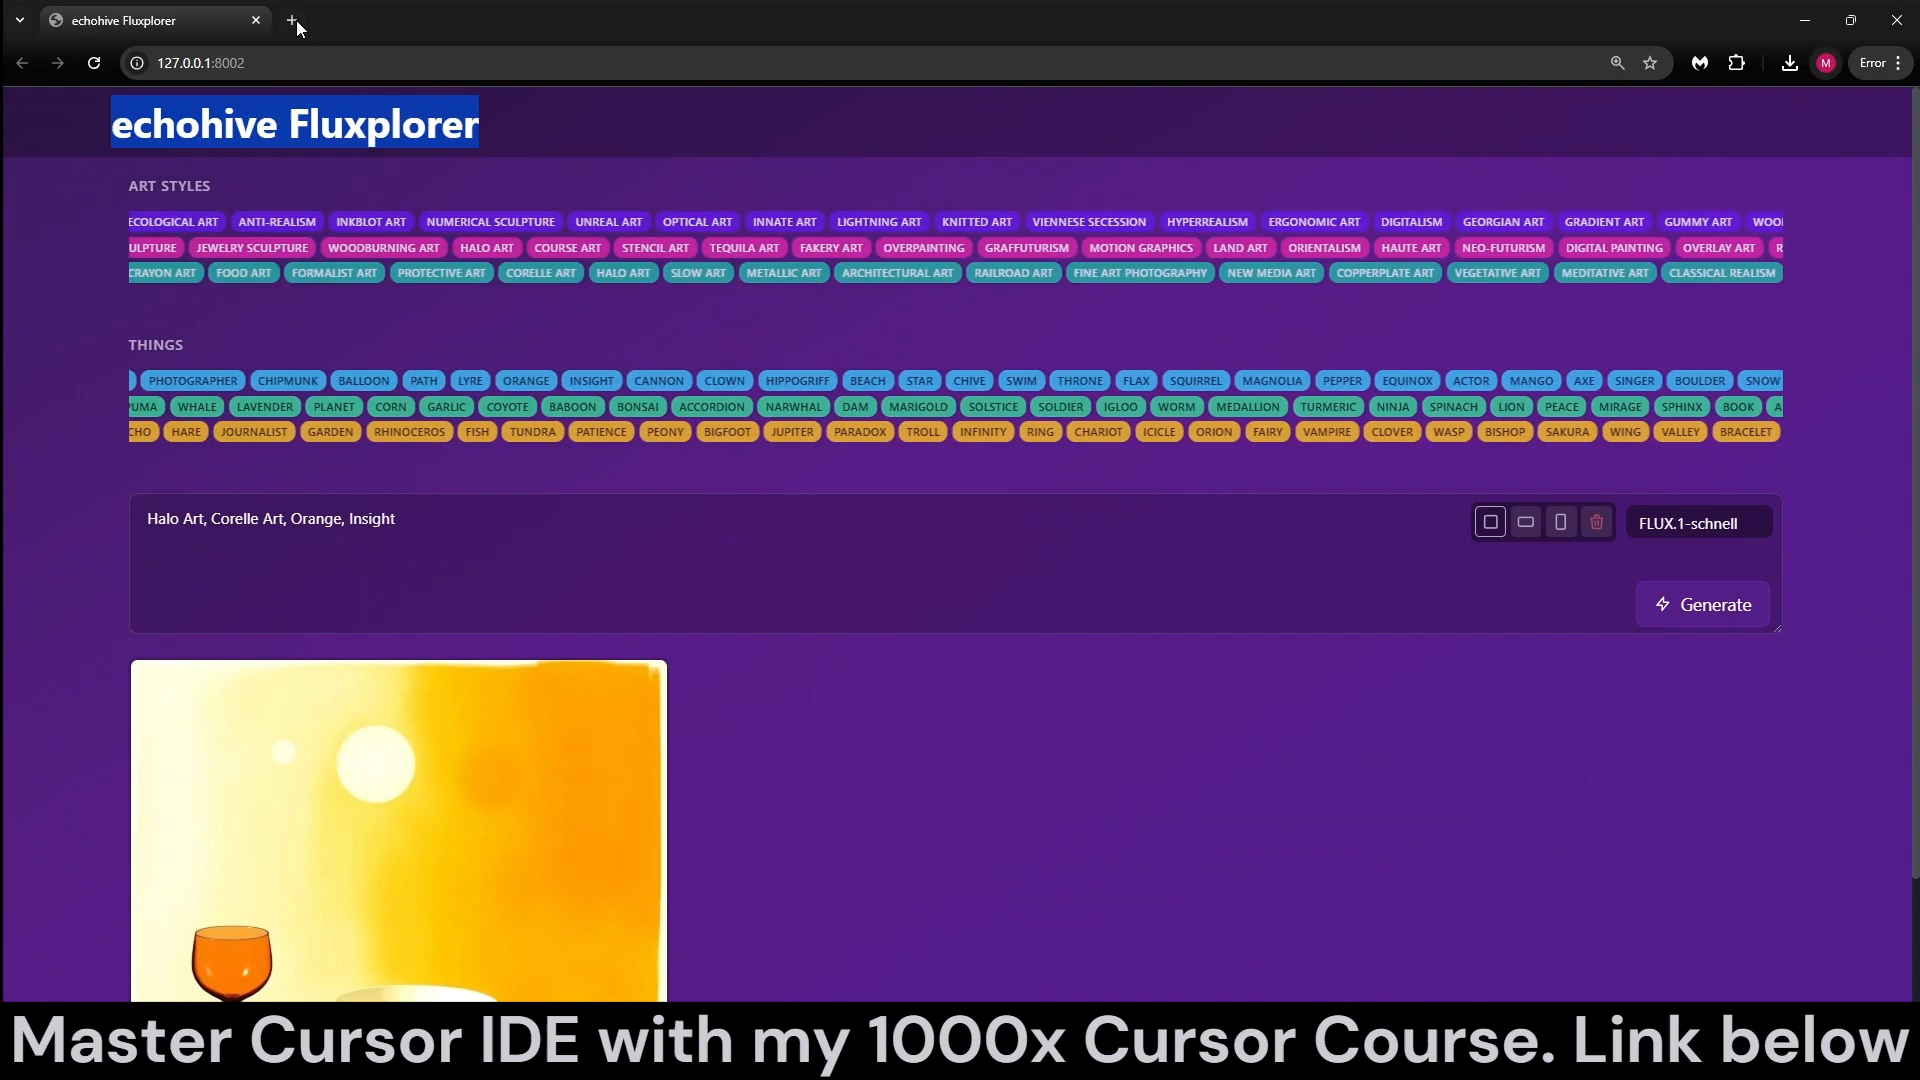 echohive Fluxplorer
127.0.0.1:8002
M
Error
echohive Fluxplorer
ART STYLES
ECOLOGICAL ART ANTI-REALISM INKBLOT ART NUMERICAL SCULPTURE UNREAL ART OPTICAL ART INNATE ART LIGHTNING ART KNITTED ART VIENNESE SECESSION HYPERREALISM ERGONOMIC ART DIGITALISM GEORGIAN ART GRADIENT ART GUMMY ART WOO
ULPTURE JEWELRY SCULPTURE WOODBURNING ART HALO ART COURSE ART STENCIL ART TEQUILA ART FAKERY ART OVERPAINTING GRAFFUTURISM MOTION GRAPHICS LAND ART ORIENTALISM HAUTE ART NEO-FUTURISM DIGITAL PAINTING OVERLAY ART R
CRAYON ART FOOD ART FORMALIST ART PROTECTIVE ART CORELLE ART HALO ART SLOW ART METALLIC ART ARCHITECTURAL ART RAILROAD ART FINE ART PHOTOGRAPHY NEW MEDIA ART COPPERPLATE ART VEGETATIVE ART MEDITATIVE ART CLASSICAL REALISM
THINGS
PHOTOGRAPHER CHIPMUNK BALLOON PATH LYRE ORANGE INSIGHT CANNON CLOWN HIPPOGRIFF BEACH STAR CHIVE SWIM THRONE FLAX SQUIRREL MAGNOLIA PEPPER EQUINOX ACTOR MANGO AXE SINGER BOULDER SNOW
UMA WHALE LAVENDER PLANET CORN GARLIC COYOTE BABOON BONSAI ACCORDION NARWHAL DAM MARIGOLD SOLSTICE SOLDIER IGLOO WORM MEDALLION TURMERIC NINJA SPINACH LION PEACE MIRAGE SPHINX BOOK A
CHO HARE JOURNALIST GARDEN RHINOCEROS FISH TUNDRA PATIENCE PEONY BIGFOOT JUPITER PARADOX TROLL INFINITY RING CHARIOT ICICLE ORION FAIRY VAMPIRE CLOVER WASP BISHOP SAKURA WING VALLEY BRACELET
Halo Art, Corelle Art, Orange, Insight
FLUX.1-schnell
Generate
Master Cursor IDE with my 1000x Cursor Course. Link below